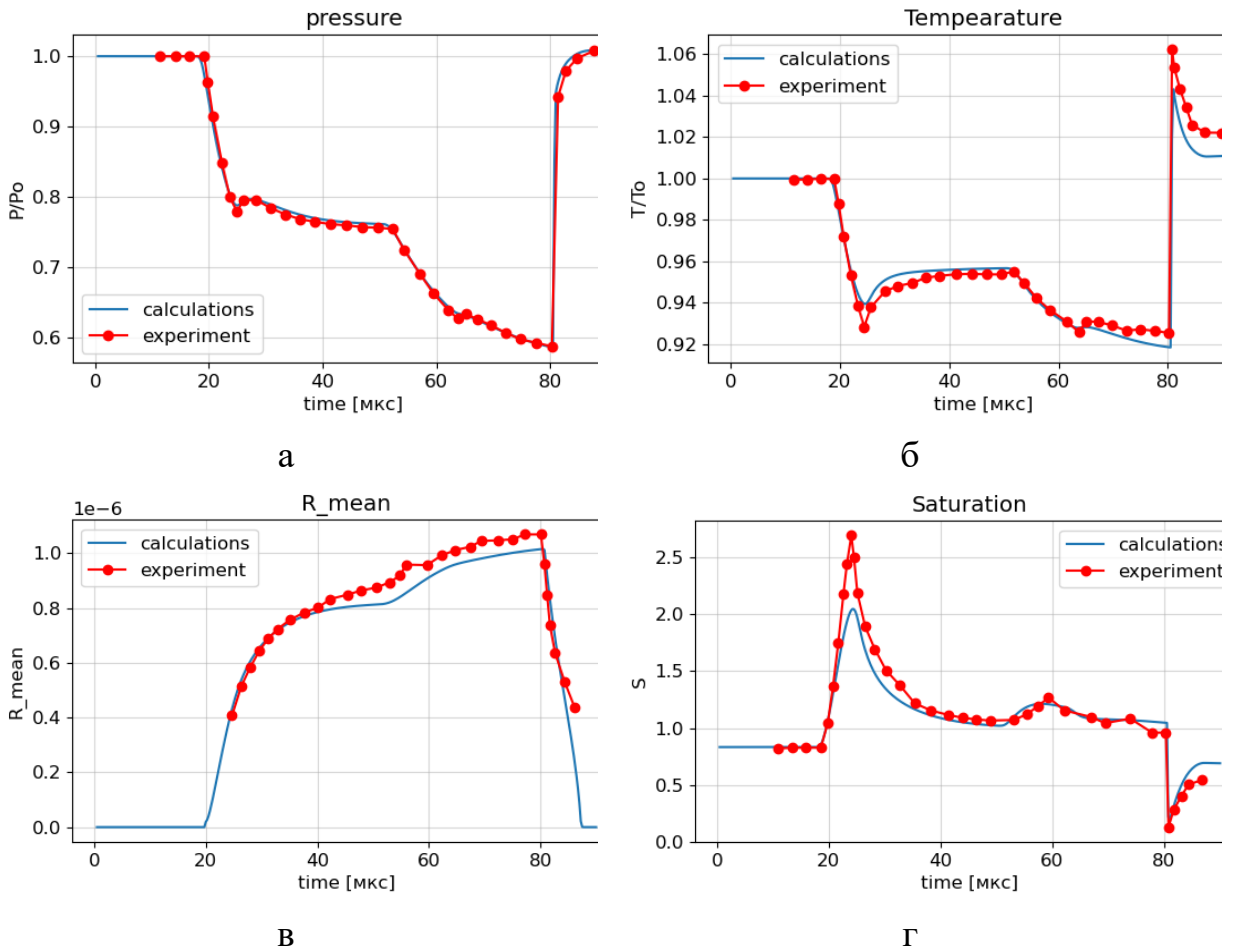 pressure
1.0
0.9
0.8
0.7
0.6
P/Po
calculations
experiment
0
20
40
60
80
time [мкс]
а
Tempearature
1.06
1.04
1.02
1.00
0.98
0.96
0.94
0.92
T/To
calculations
experiment
0
20
40
60
80
time [мкс]
б
R_mean
1e−6
1.0
0.8
0.6
0.4
0.2
0.0
R_mean
calculations
experiment
0
20
40
60
80
time [мкс]
в
Saturation
2.5
2.0
1.5
1.0
0.5
0.0
S
calculations
experiment
0
20
40
60
80
time [мкс]
г